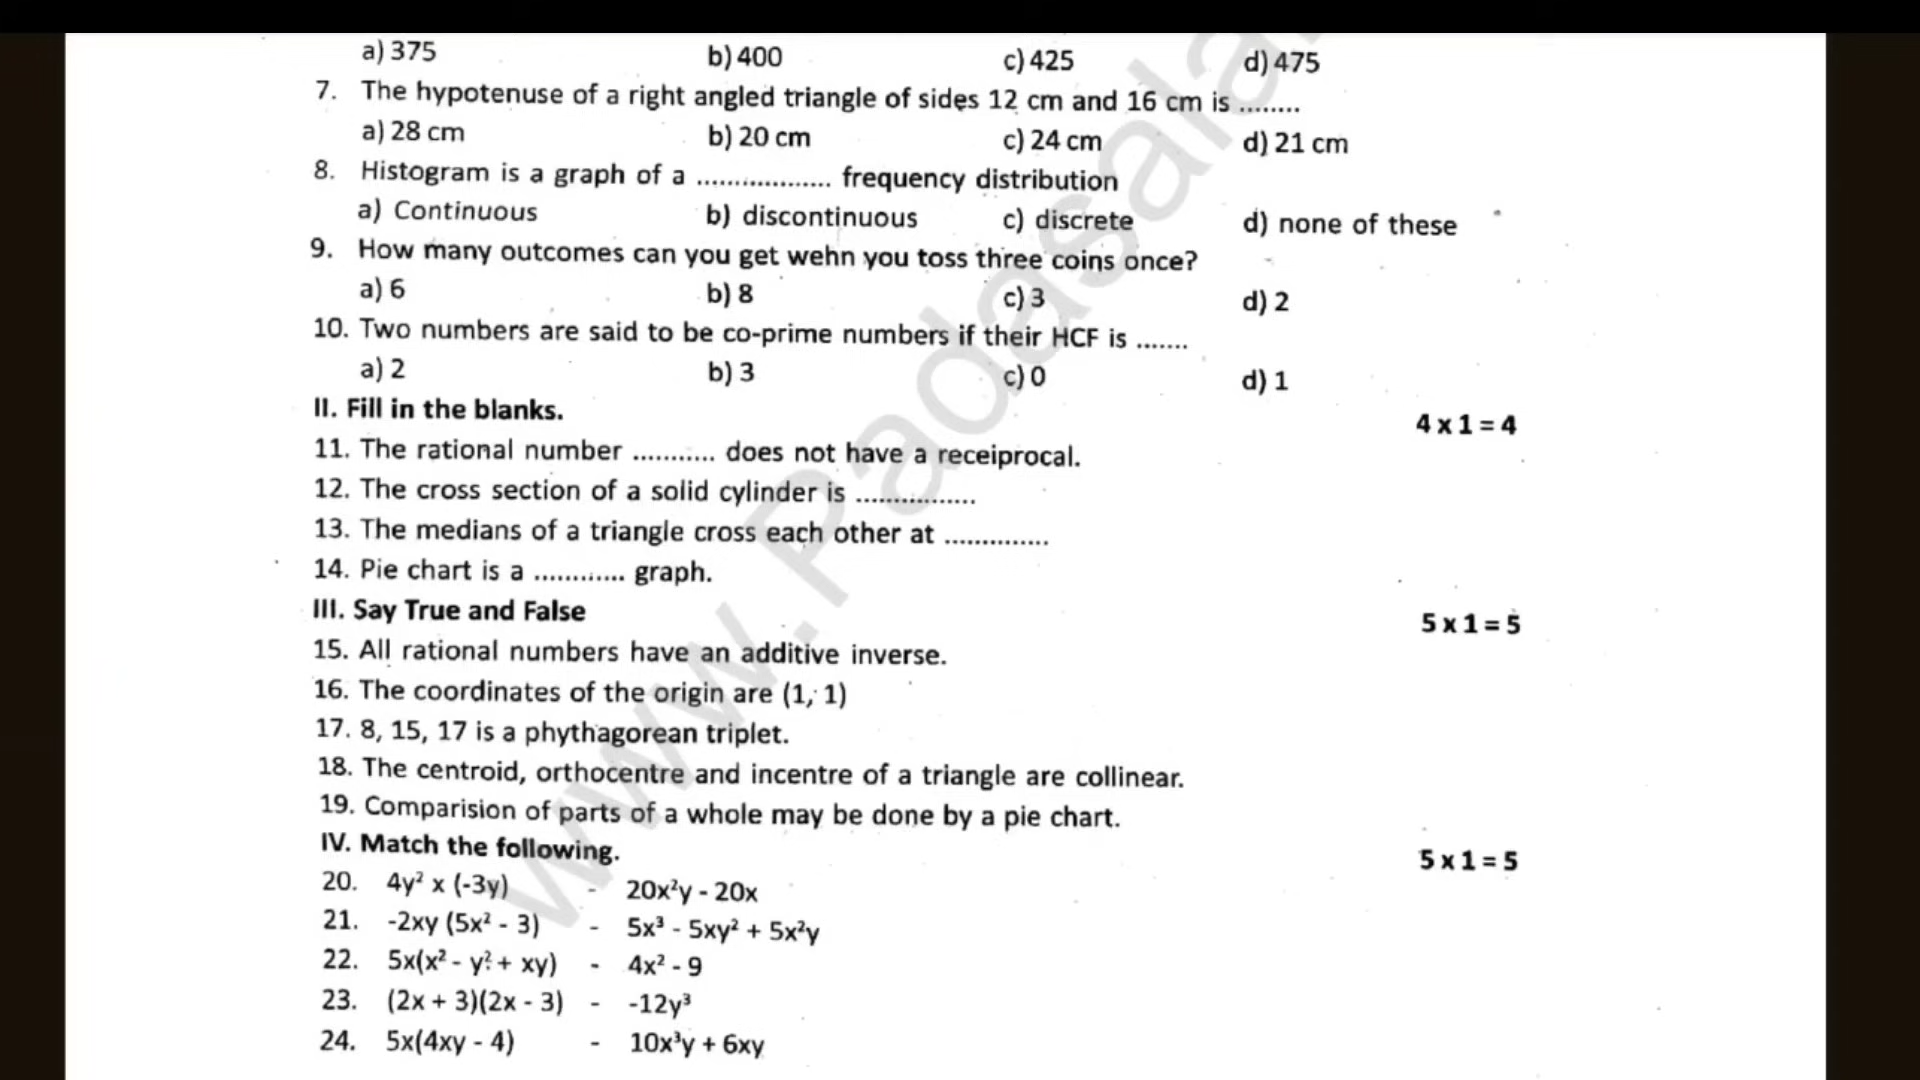 a) 375 b) 400 c) 425 d) 475
7. The hypotenuse of a right angled triangle of sides 12 cm and 16 cm is ........
a) 28 cm b) 20 cm c) 24 cm d) 21 cm
8. Histogram is a graph of a .................. frequency distribution
a) Continuous b) discontinuous c) discrete d) none of these
9. How many outcomes can you get wehn you toss three coins once?
a) 6 b) 8 c) 3 d) 2
10. Two numbers are said to be co-prime numbers if their HCF is .......
a) 2 b) 3 c) 0 d) 1
II. Fill in the blanks. 4 x 1 = 4
11. The rational number ........... does not have a receiprocal.
12. The cross section of a solid cylinder is ................
13. The medians of a triangle cross each other at ..............
14. Pie chart is a ............ graph.
III. Say True and False 5 x 1 = 5
15. All rational numbers have an additive inverse.
16. The coordinates of the origin are (1, 1)
17. 8, 15, 17 is a phythagorean triplet.
18. The centroid, orthocentre and incentre of a triangle are collinear.
19. Comparision of parts of a whole may be done by a pie chart.
IV. Match the following. 5 x 1 = 5
20. 4y² x (-3y) - 20x²y - 20x
21. -2xy (5x² - 3) - 5x³ - 5xy² + 5x²y
22. 5x(x² - y² + xy) - 4x² - 9
23. (2x + 3)(2x - 3) - -12y³
24. 5x(4xy - 4) - 10x³y + 6xy
www.Padasala